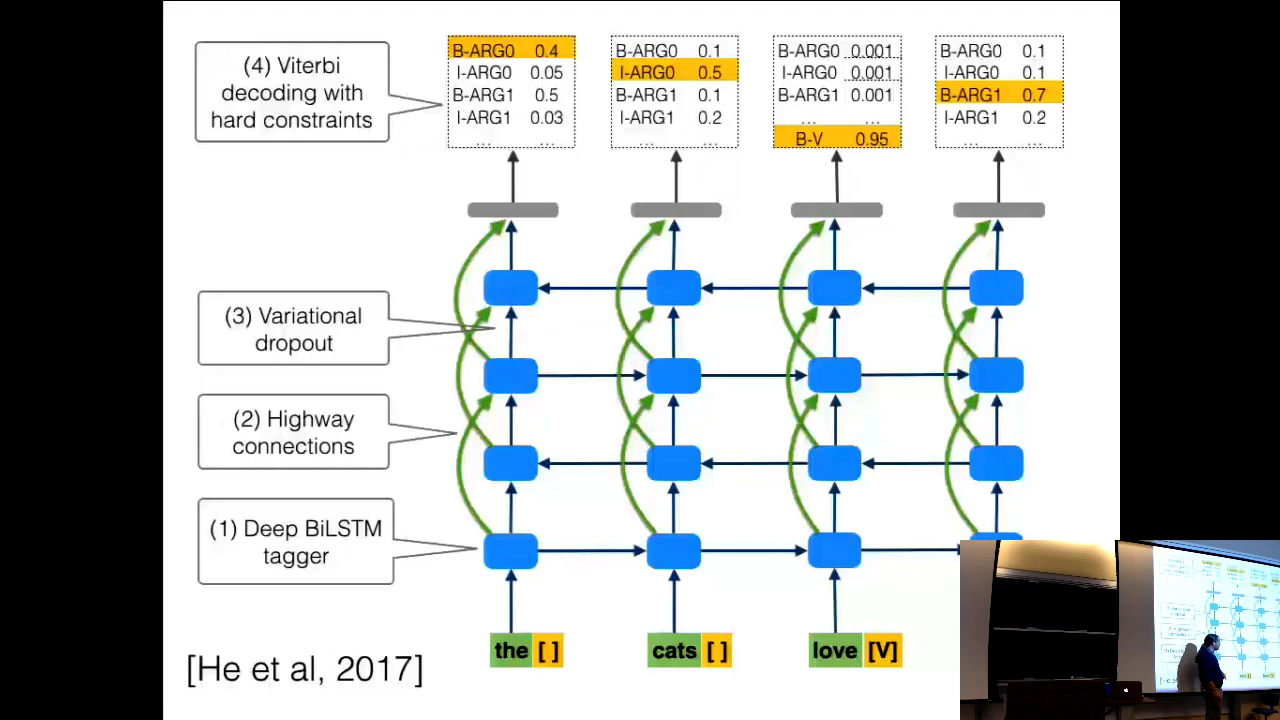 (4) Viterbi
decoding with
hard constraints
B-ARG0 0.4
I-ARG0 0.05
B-ARG1 0.5
I-ARG1 0.03
... ...
B-ARG0 0.1
I-ARG0 0.5
B-ARG1 0.1
I-ARG1 0.2
... ...
B-ARG0 0.001
I-ARG0 0.001
B-ARG1 0.001
... ...
B-V 0.95
B-ARG0 0.1
I-ARG0 0.1
B-ARG1 0.7
I-ARG1 0.2
... ...
(3) Variational
dropout
(2) Highway
connections
(1) Deep BiLSTM
tagger
the [ ] cats [ ] love [V]
[He et al, 2017]